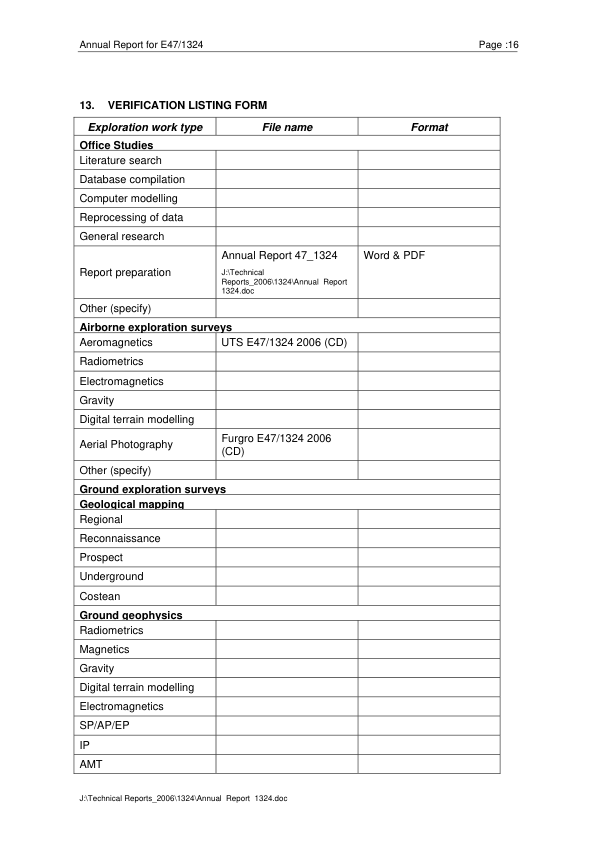 Annual Report for E47/1324 Page :16
13. VERIFICATION LISTING FORM
Exploration work type File name Format
Office Studies
Literature search
Database compilation
Computer modelling
Reprocessing of data
General research
Annual Report 47_1324 Word & PDF
Report preparation
J:\Technical
Reports_2006\1324\Annual Report
1324.doc
Other (specify)
Airborne exploration surveys
Aeromagnetics UTS E47/1324 2006 (CD)
Radiometrics
Electromagnetics
Gravity
Digital terrain modelling
Aerial Photography Furgro E47/1324 2006
(CD)
Other (specify)
Ground exploration surveys
Geological mapping
Regional
Reconnaissance
Prospect
Underground
Costean
Ground geophysics
Radiometrics
Magnetics
Gravity
Digital terrain modelling
Electromagnetics
SP/AP/EP
IP
AMT
J:\Technical Reports_2006\1324\Annual Report 1324.doc